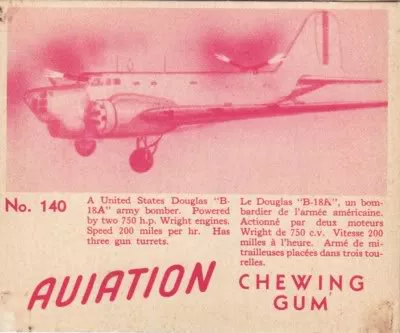 No. 140
A United States Douglas "B-
18A" army bomber. Powered
by two 750 h.p. Wright engines.
Speed 200 miles per hr. Has
three gun turrets.
Le Douglas "B-18A", un bom-
bardier de l'armée américaine.
Actionné par deux moteurs
Wright de 750 c.v. Vitesse 200
milles à l'heure. Armé de mi-
trailleuses placées dans trois tou-
relles.
AVIATION CHEWING
GUM